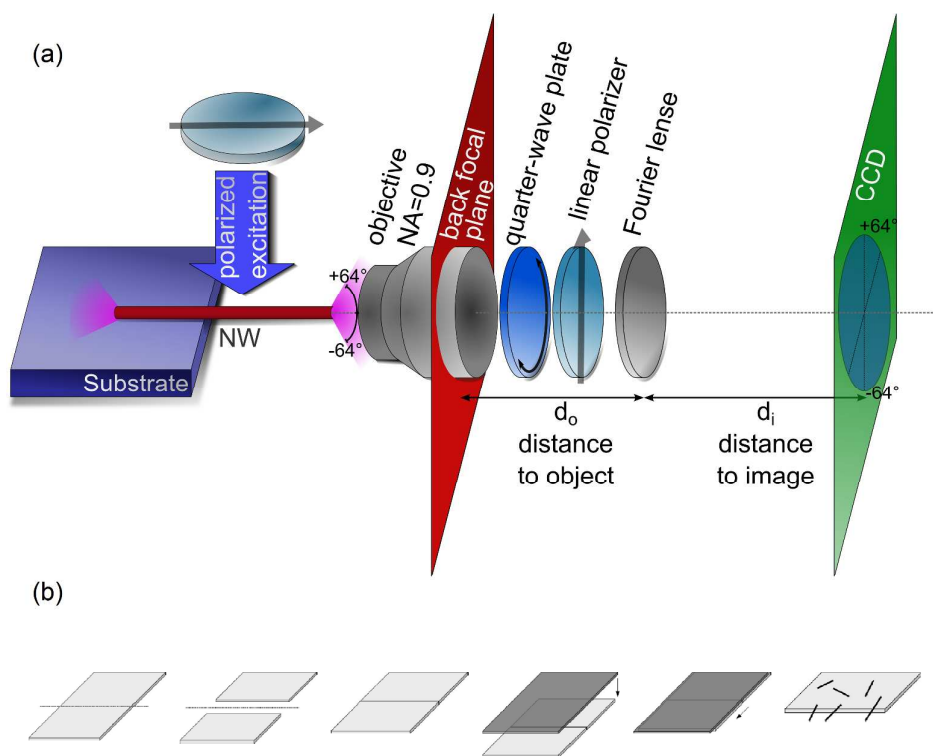 (a)
polarized
excitation
NW
Substrate
+64°
-64°
objective
NA=0.9
back focal
plane
quarter-wave plate
linear polarizer
Fourier lense
CCD
+64°
-64°
d₀
distance
to object
dᵢ
distance
to image
(b)